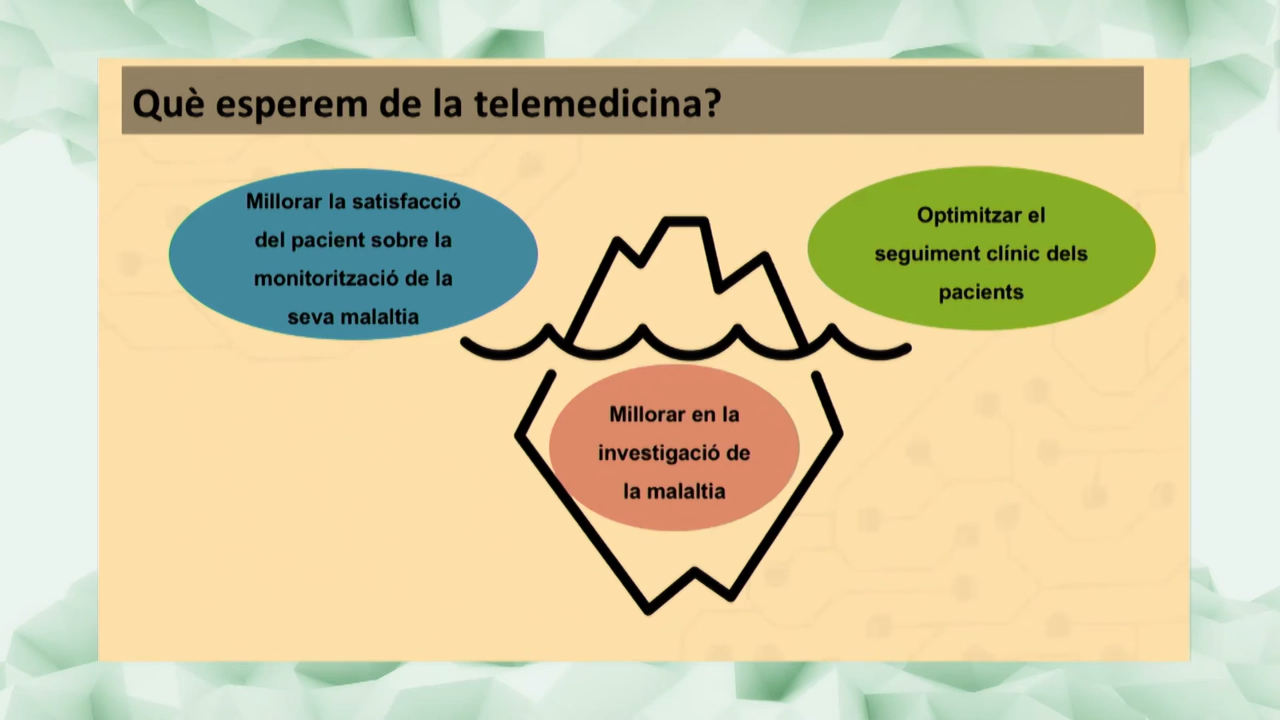 Què esperem de la telemedicina?
Millorar la satisfacció
del pacient sobre la
monitorització de la
seva malaltia
Optimitzar el
seguiment clínic dels
pacients
Millorar en la
investigació de
la malaltia